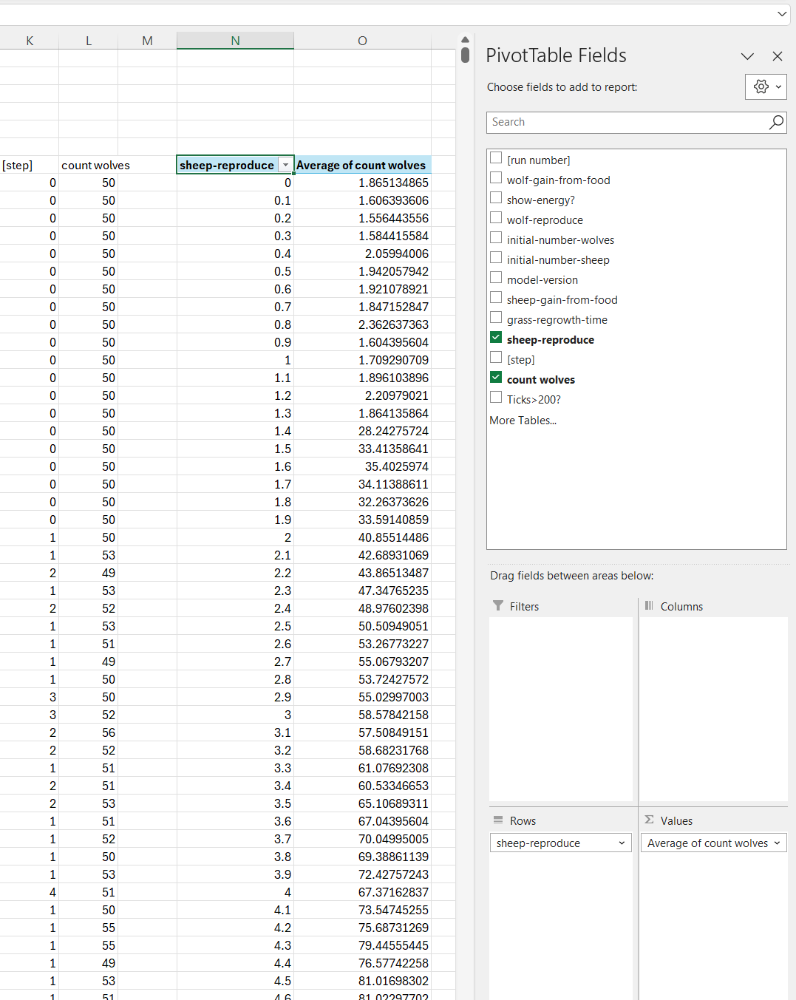 K L M N O
[step] count wolves sheep-reproduce Average of count wolves
0 50 0 1.865134865
0 50 0.1 1.606393606
0 50 0.2 1.556443556
0 50 0.3 1.584415584
0 50 0.4 2.05994006
0 50 0.5 1.942057942
0 50 0.6 1.921078921
0 50 0.7 1.847152847
0 50 0.8 2.362637363
0 50 0.9 1.604395604
0 50 1 1.709290709
0 50 1.1 1.896103896
0 50 1.2 2.20979021
0 50 1.3 1.864135864
0 50 1.4 28.24275724
0 50 1.5 33.41358641
0 50 1.6 35.4025974
0 50 1.7 34.11388611
0 50 1.8 32.26373626
0 50 1.9 33.59140859
1 50 2 40.85514486
1 53 2.1 42.68931069
2 49 2.2 43.86513487
1 53 2.3 47.34765235
2 52 2.4 48.97602398
1 53 2.5 50.50949051
1 51 2.6 53.26773227
1 49 2.7 55.06793207
1 50 2.8 53.72427572
3 50 2.9 55.02997003
3 52 3 58.57842158
2 56 3.1 57.50849151
2 52 3.2 58.68231768
1 51 3.3 61.07692308
2 51 3.4 60.53346653
2 53 3.5 65.10689311
1 51 3.6 67.04395604
1 52 3.7 70.04995005
1 50 3.8 69.38861139
1 53 3.9 72.42757243
4 51 4 67.37162837
1 50 4.1 73.54745255
1 55 4.2 75.68731269
1 55 4.3 79.44555445
1 49 4.4 76.57742258
1 53 4.5 81.01698302
1 51 4.6 81.02297702
PivotTable Fields
Choose fields to add to report:
Search
[run number]
wolf-gain-from-food
show-energy?
wolf-reproduce
initial-number-wolves
initial-number-sheep
model-version
sheep-gain-from-food
grass-regrowth-time
sheep-reproduce
[step]
count wolves
Ticks>200?
More Tables...
Drag fields between areas below:
Filters
Columns
Rows
sheep-reproduce
Σ Values
Average of count wolves